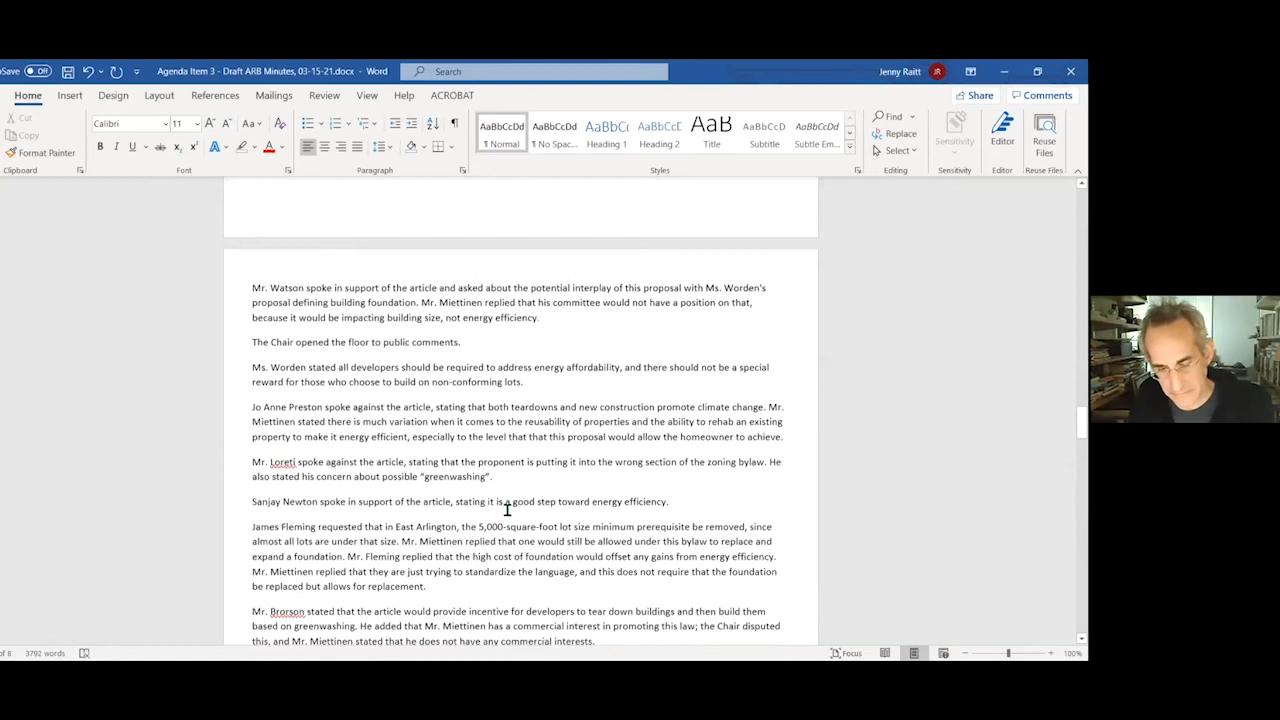 oSave Off Agenda Item 3 - Draft ARB Minutes, 03-15-21.docx - Word Search Jenny Raitt JR
Home Insert Design Layout References Mailings Review View Help ACROBAT Share Comments
Cut
Copy
Format Painter
Calibri 11 Aa
B I U ab x₂ x² A A
AaBbCcDd AaBbCcDd AaBbCc AaBbCcE AaB AaBbCcD AaBbCcDd
¶ Normal ¶ No Spac... Heading 1 Heading 2 Title Subtitle Subtle Em...
Find
Replace
Select
Sensitivity
Editor
Reuse Files
Clipboard Font Paragraph Styles Editing Sensitivity Editor Reuse Files
Mr. Watson spoke in support of the article and asked about the potential interplay of this proposal with Ms. Worden's
proposal defining building foundation. Mr. Miettinen replied that his committee would not have a position on that,
because it would be impacting building size, not energy efficiency.
The Chair opened the floor to public comments.
Ms. Worden stated all developers should be required to address energy affordability, and there should not be a special
reward for those who choose to build on non-conforming lots.
Jo Anne Preston spoke against the article, stating that both teardowns and new construction promote climate change. Mr.
Miettinen stated there is much variation when it comes to the reusability of properties and the ability to rehab an existing
property to make it energy efficient, especially to the level that that this proposal would allow the homeowner to achieve.
Mr. Loreti spoke against the article, stating that the proponent is putting it into the wrong section of the zoning bylaw. He
also stated his concern about possible “greenwashing”.
Sanjay Newton spoke in support of the article, stating it is a good step toward energy efficiency.
James Fleming requested that in East Arlington, the 5,000-square-foot lot size minimum prerequisite be removed, since
almost all lots are under that size. Mr. Miettinen replied that one would still be allowed under this bylaw to replace and
expand a foundation. Mr. Fleming replied that the high cost of foundation would offset any gains from energy efficiency.
Mr. Miettinen replied that they are just trying to standardize the language, and this does not require that the foundation
be replaced but allows for replacement.
Mr. Brorson stated that the article would provide incentive for developers to tear down buildings and then build them
based on greenwashing. He added that Mr. Miettinen has a commercial interest in promoting this law; the Chair disputed
this, and Mr. Miettinen stated that he does not have any commercial interests.
of 8 3792 words Focus 100%